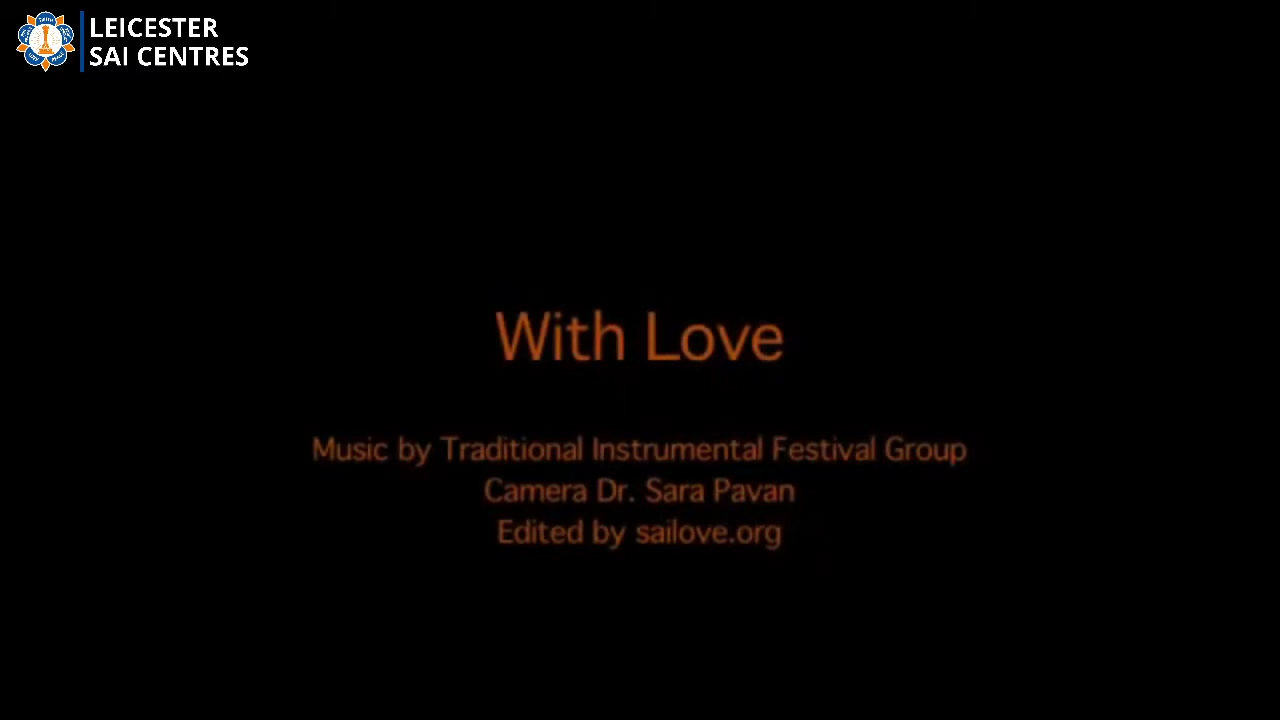 LEICESTER
SAI CENTRES
With Love
Music by Traditional Instrumental Festival Group
Camera Dr. Sara Pavan
Edited by sailove.org